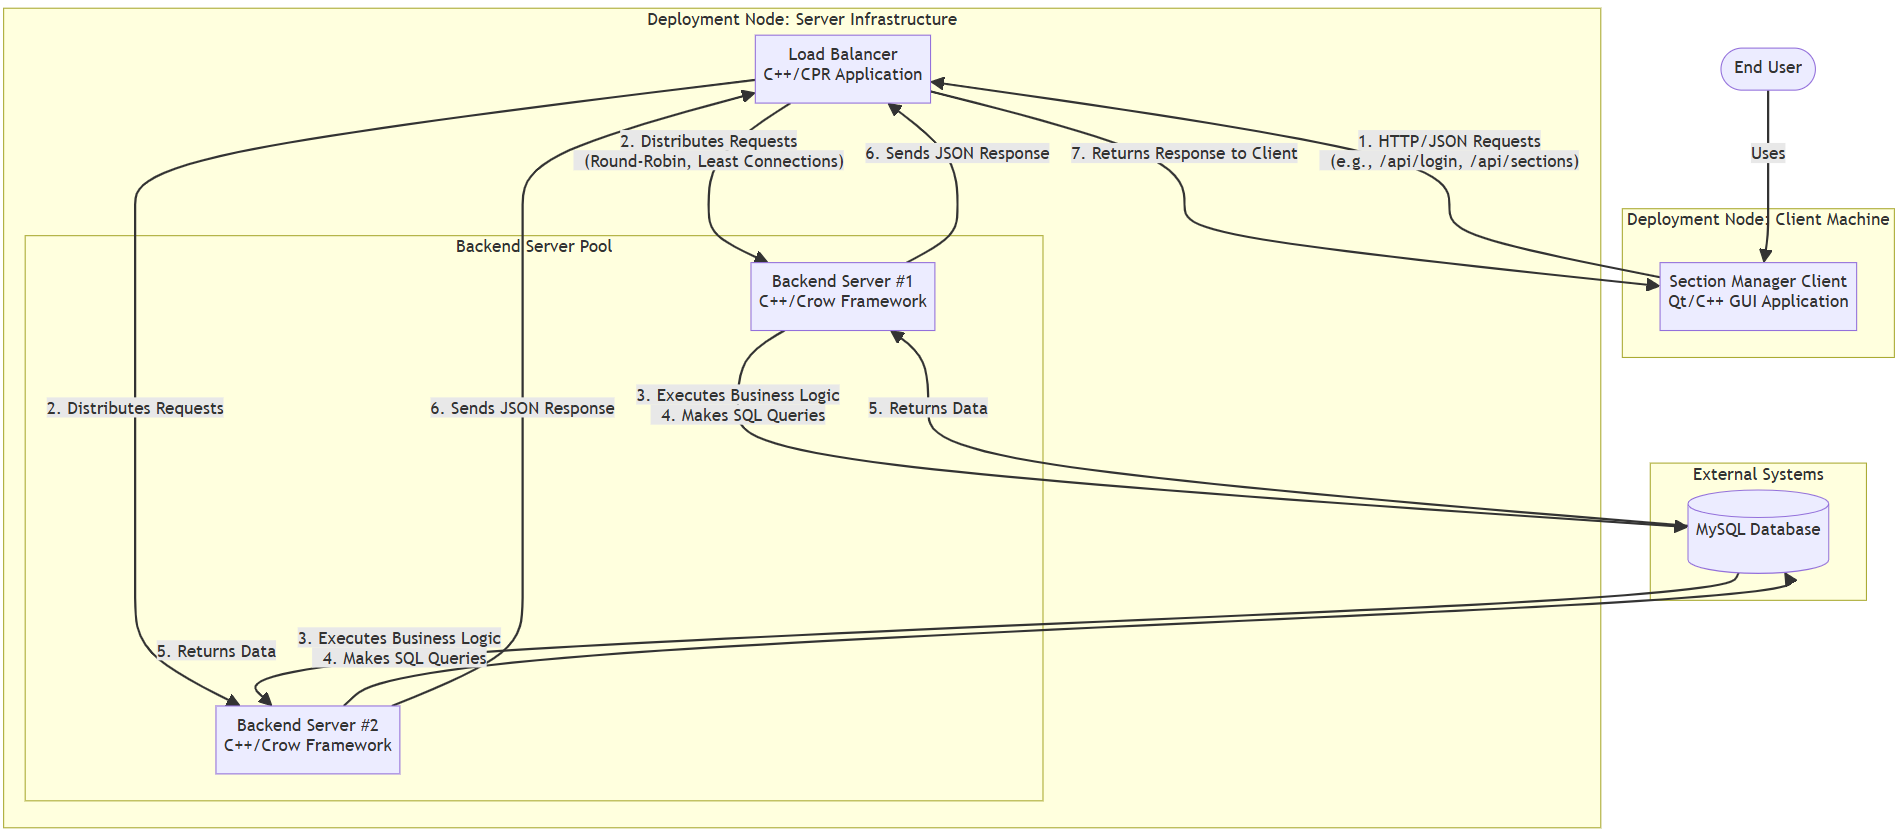 Deployment Node: Server Infrastructure
Load Balancer
C++/CPR Application
End User
2. Distributes Requests
(Round-Robin, Least Connections)
6. Sends JSON Response
7. Returns Response to Client
1. HTTP/JSON Requests
(e.g., /api/login, /api/sections)
Uses
Deployment Node: Client Machine
Section Manager Client
Qt/C++ GUI Application
Backend Server Pool
Backend Server #1
C++/Crow Framework
2. Distributes Requests
6. Sends JSON Response
3. Executes Business Logic
4. Makes SQL Queries
5. Returns Data
External Systems
MySQL Database
5. Returns Data
3. Executes Business Logic
4. Makes SQL Queries
Backend Server #2
C++/Crow Framework